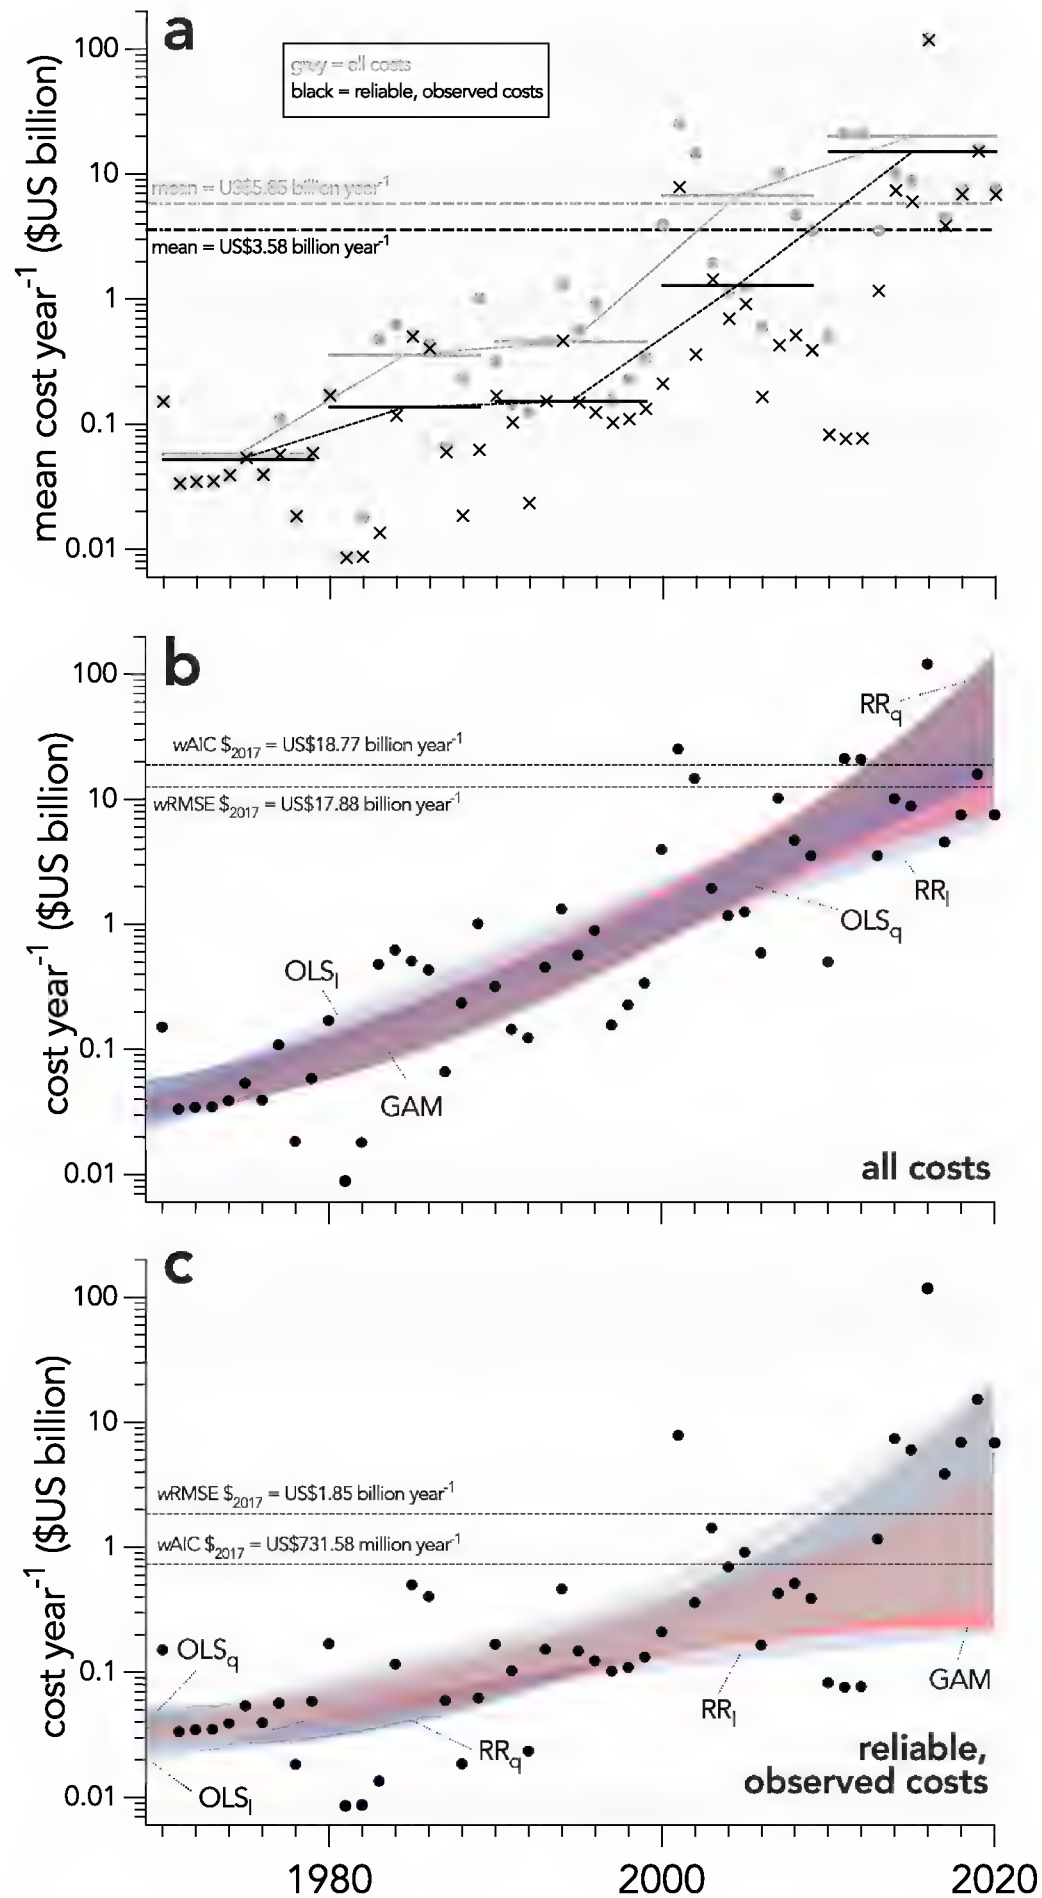 a
grey = all costs
black = reliable, observed costs
mean cost year-1 ($US billion)
100
10
1
0.1
0.01
mean = US$5.85 billion year-1
mean = US$3.58 billion year-1
b
cost year-1 ($US billion)
100
10
1
0.1
0.01
wAIC $2017 = US$18.77 billion year-1
wRMSE $2017 = US$17.88 billion year-1
RRq
RRl
OLSq
OLSl
GAM
all costs
c
cost year-1 ($US billion)
100
10
1
0.1
0.01
wRMSE $2017 = US$1.85 billion year-1
wAIC $2017 = US$731.58 million year-1
OLSq
OLSl
RRq
RRl
GAM
reliable,
observed costs
1980
2000
2020